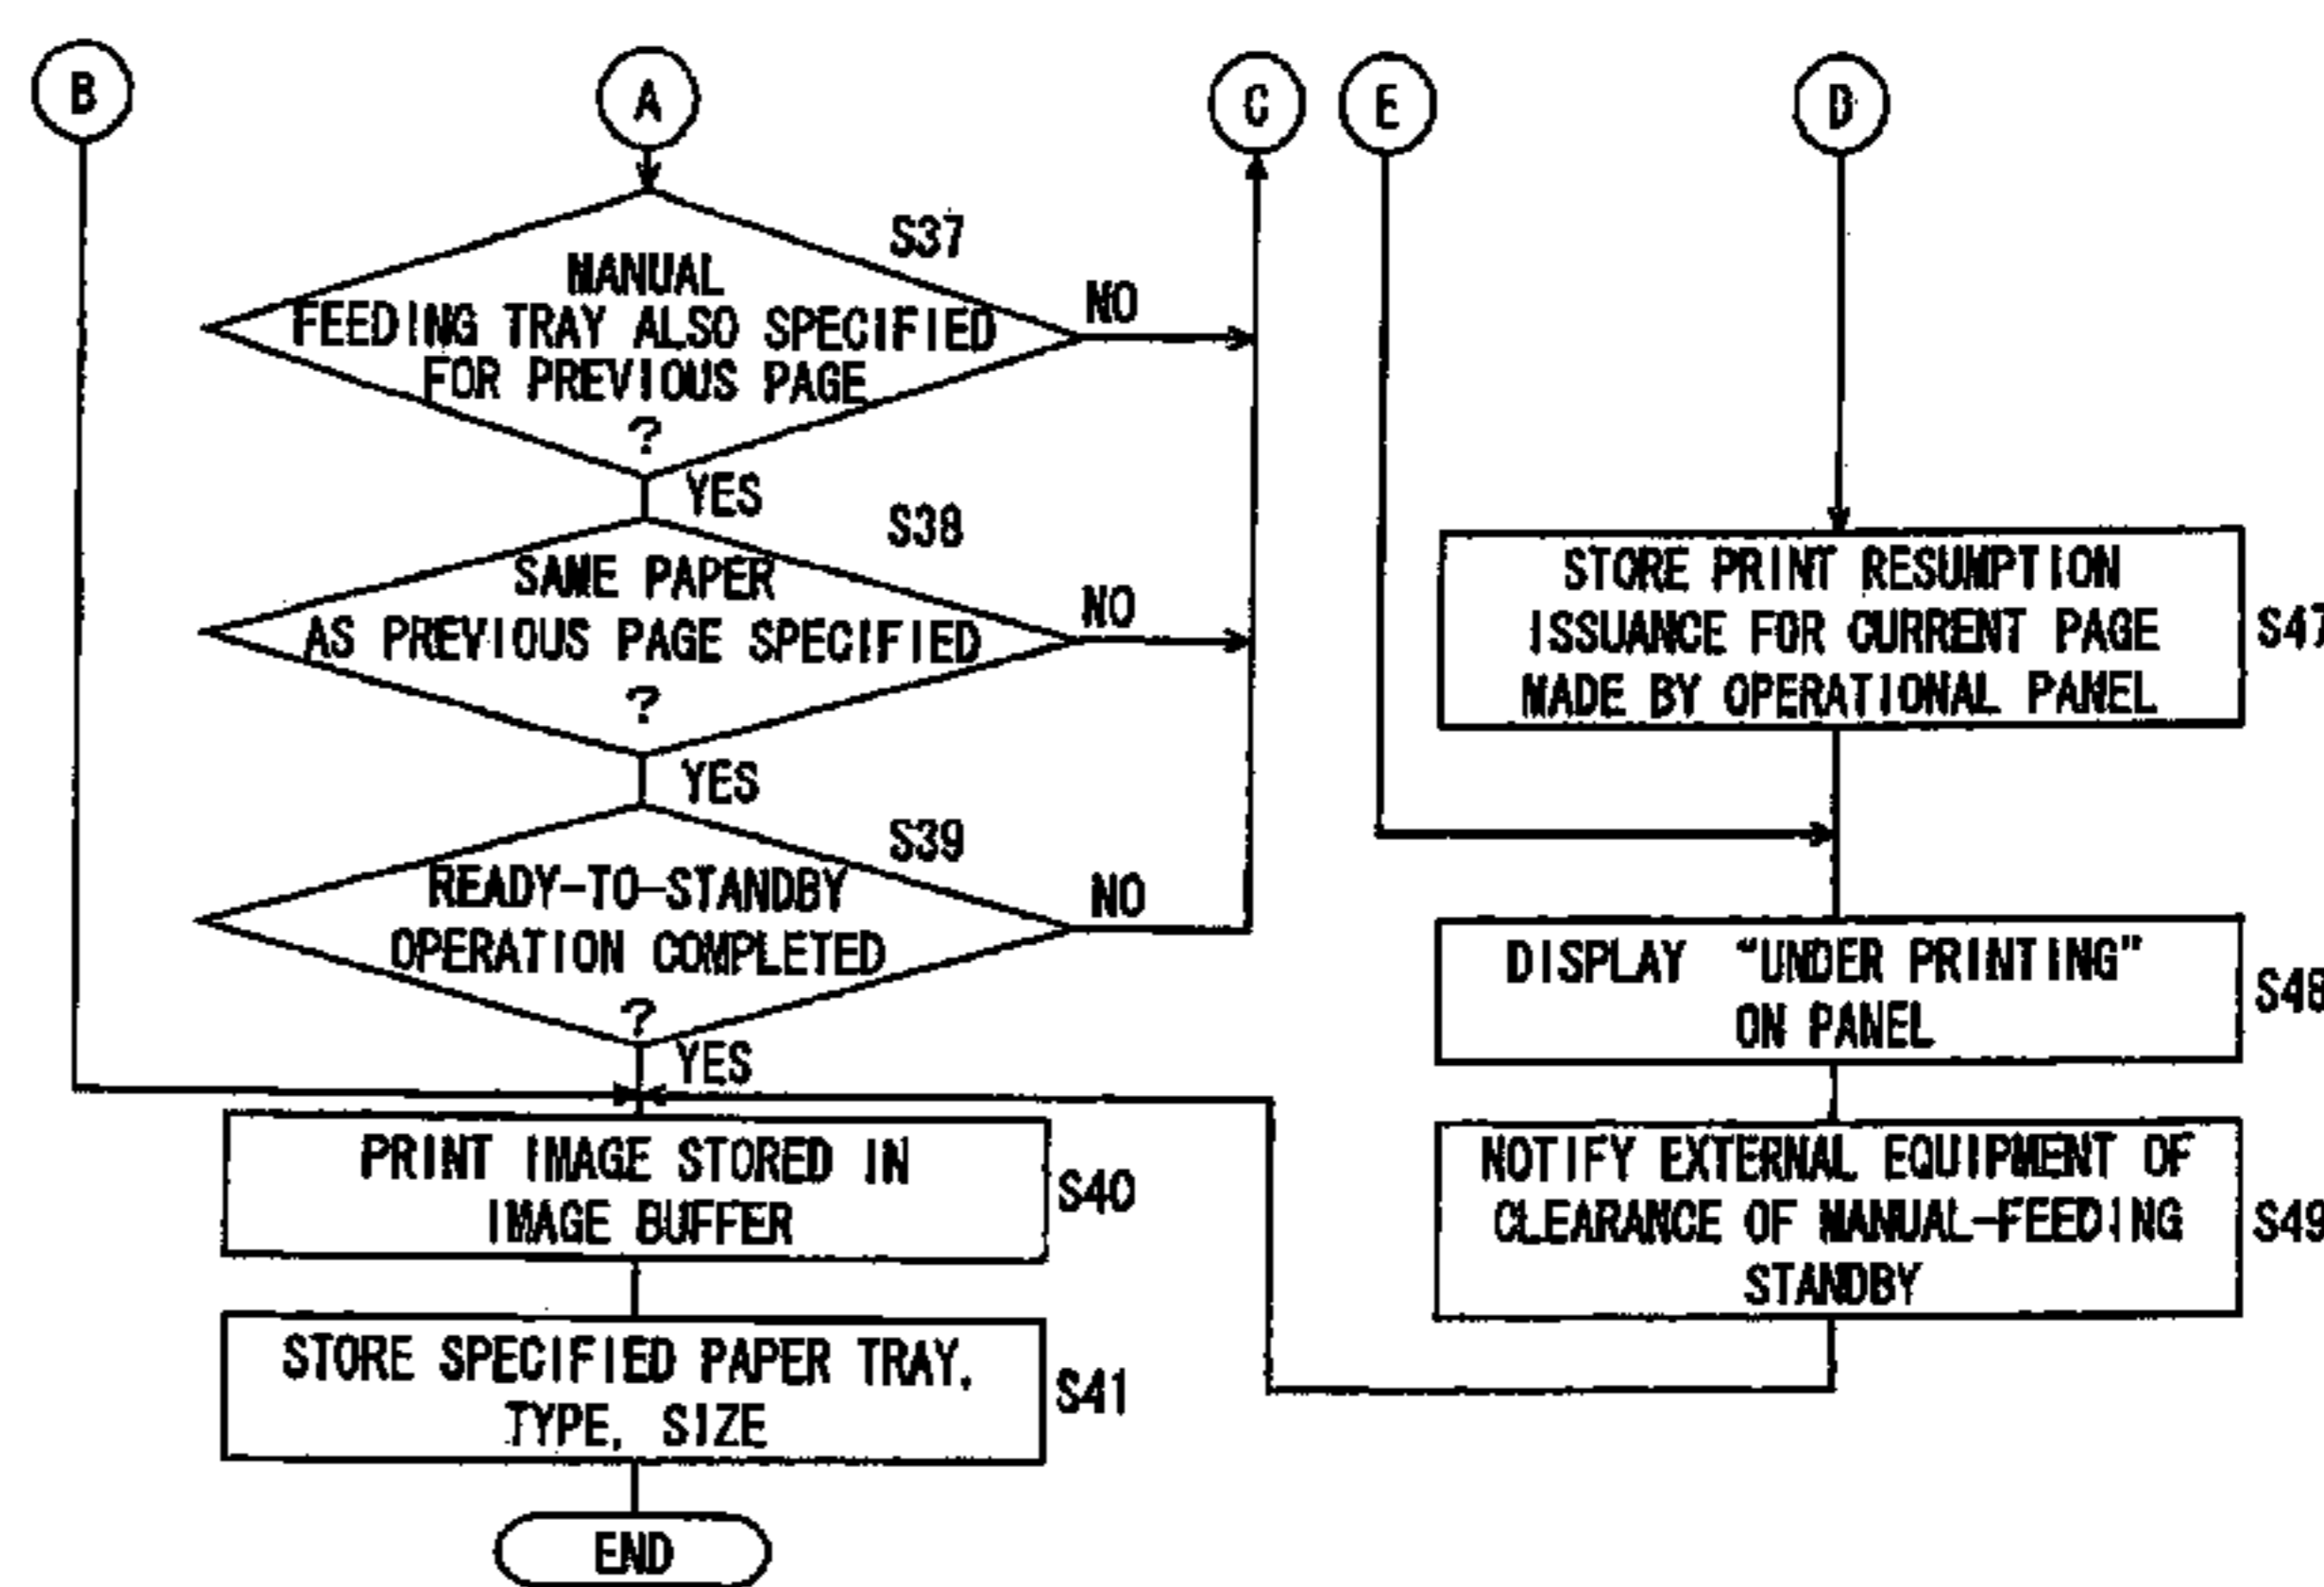 B
A
C
E
D
S37
MANUAL
FEEDING TRAY ALSO SPECIFIED
FOR PREVIOUS PAGE
?
NO
YES
S38
SAME PAPER
AS PREVIOUS PAGE SPECIFIED
?
NO
YES
S39
READY-TO-STANDBY
OPERATION COMPLETED
?
NO
YES
PRINT IMAGE STORED IN
IMAGE BUFFER
S40
STORE SPECIFIED PAPER TRAY,
TYPE, SIZE
S41
END
STORE PRINT RESUMPTION
ISSUANCE FOR CURRENT PAGE
MADE BY OPERATIONAL PANEL
S47
DISPLAY "UNDER PRINTING"
ON PANEL
S48
NOTIFY EXTERNAL EQUIPMENT OF
CLEARANCE OF MANUAL-FEEDING
STANDBY
S49